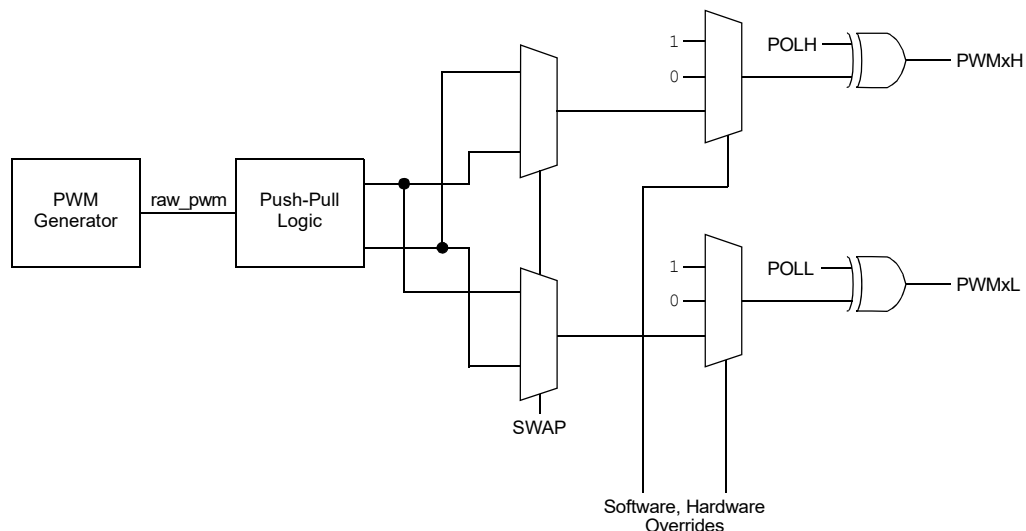 1
POLH
PWMxH
0
PWM
Generator
raw_pwm
Push-Pull
Logic
1
POLL
PWMxL
0
SWAP
Software, Hardware
Overrides